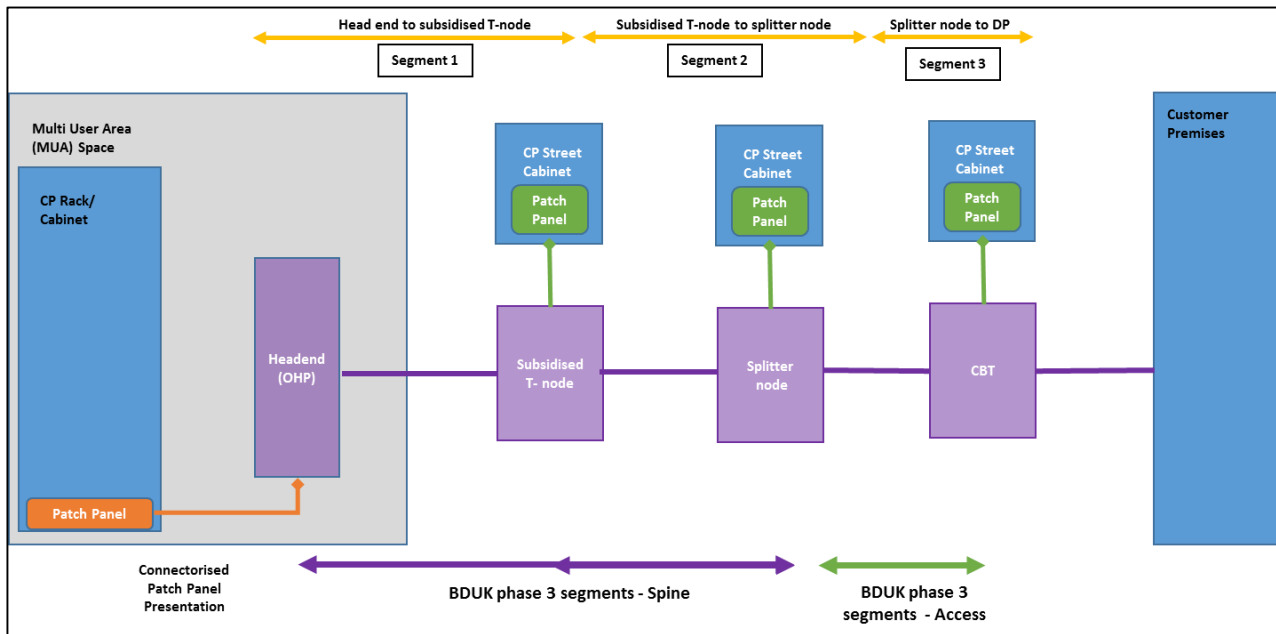 Head end to subsidised T-node
Subsidised T-node to splitter node
Splitter node to DP
Segment 1
Segment 2
Segment 3
Multi User Area
(MUA) Space
CP Rack/
Cabinet
Patch Panel
Connectorised
Patch Panel
Presentation
Headend
(OHP)
CP Street
Cabinet
Patch
Panel
Subsidised
T- node
CP Street
Cabinet
Patch
Panel
Splitter
node
CP Street
Cabinet
Patch
Panel
CBT
Customer
Premises
BDUK phase 3 segments - Spine
BDUK phase 3
segments - Access